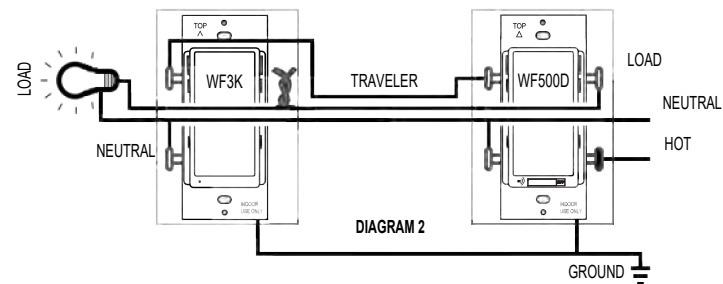 TOP
TOP
LOAD
WF3K
TRAVELER
WF500D
LOAD
NEUTRAL
NEUTRAL
HOT
INDOOR
USE ONLY
DIAGRAM 2
INDOOR
USE ONLY
GROUND